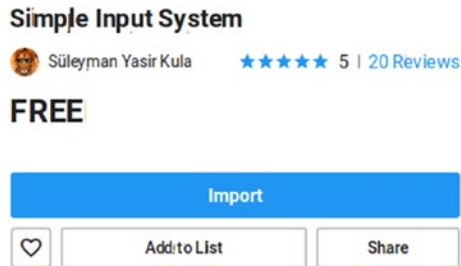 Simple Input System
Süleyman Yasir Kula 5 | 20 Reviews
FREE
Import
Add to List Share